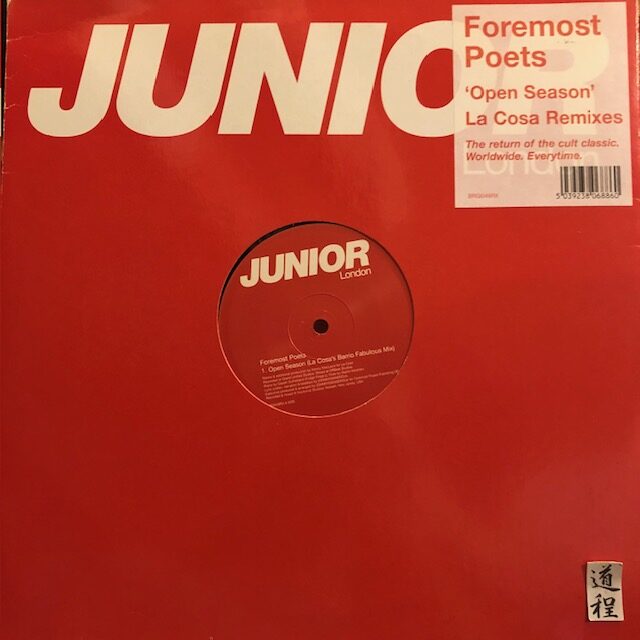 JUNIOR
London
Foremost
Poets
‘Open Season’
La Cosa Remixes
The return of the cult classic.
Worldwide. Everytime.
5 039238 068860
JUNIOR
London
Foremost Poets
1. Open Season (La Cosa's Barrio Fabulous Mix)
道
程